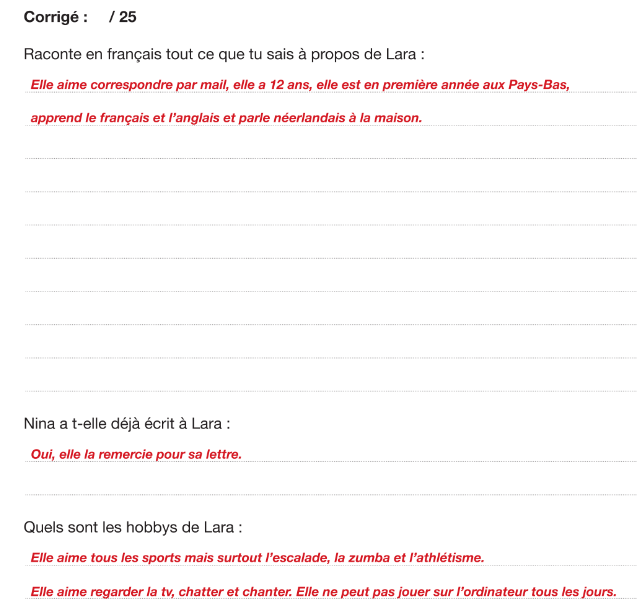 Corrigé : / 25
Raconte en français tout ce que tu sais à propos de Lara :
Elle aime correspondre par mail, elle a 12 ans, elle est en première année aux Pays-Bas,
apprend le français et l'anglais et parle néerlandais à la maison.
Nina a t-elle déjà écrit à Lara :
Oui, elle la remercie pour sa lettre.
Quels sont les hobbys de Lara :
Elle aime tous les sports mais surtout l'escalade, la zumba et l'athlétisme.
Elle aime regarder la tv, chatter et chanter. Elle ne peut pas jouer sur l'ordinateur tous les jours.